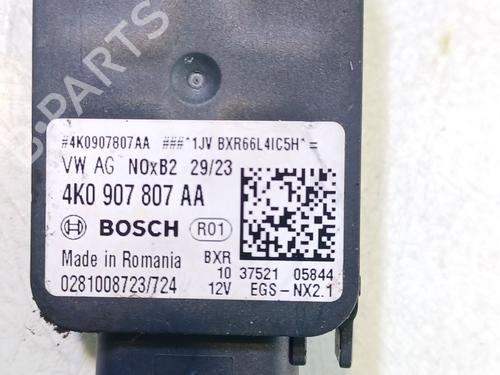 B-PARTS
#4K0907807AA ###*1JV BXR66L4IC5H*=
VW AG NOxB2 29/23
4K0 907 807 AA
BOSCH R01
Made in Romania BXR
10 37521 05844
0281008723/724 12V EGS-NX2.1